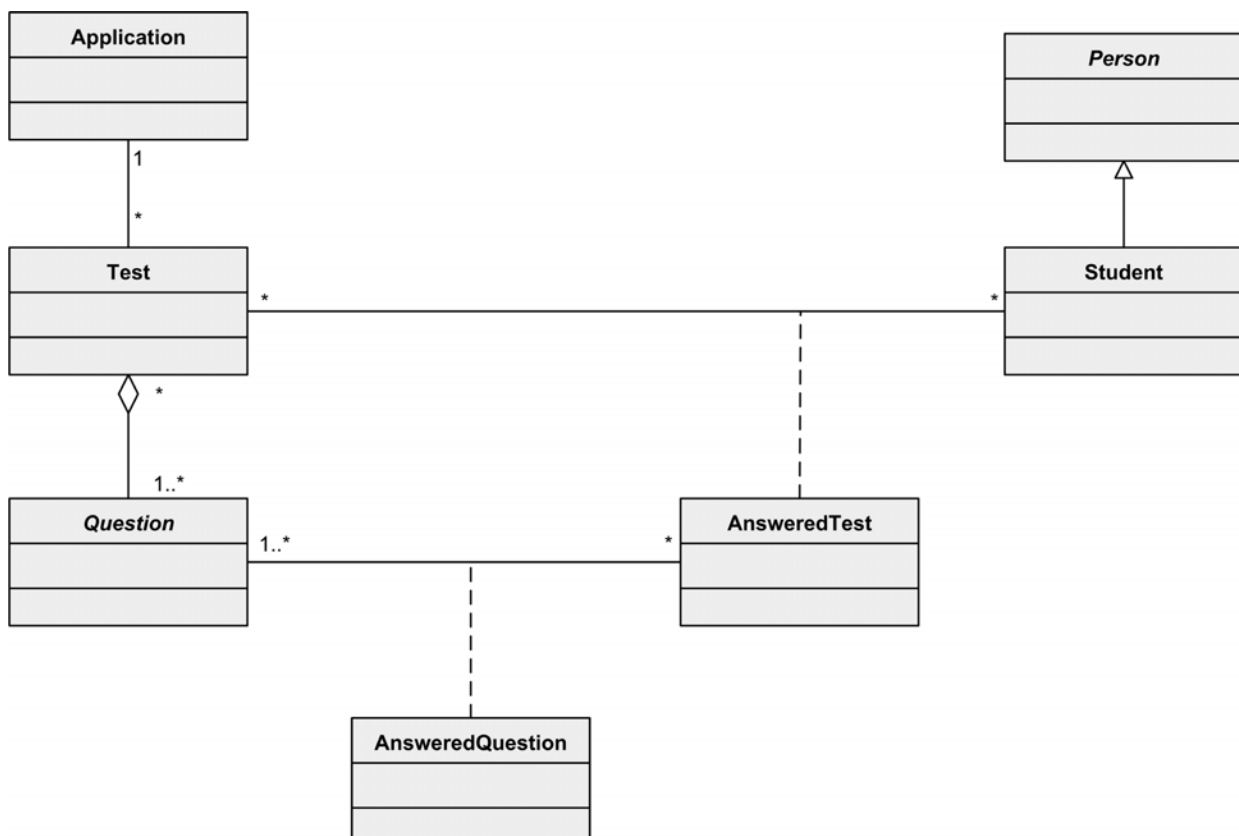 Application
Person
1
*
Test
Student
*
*
*
1..*
Question
AnsweredTest
1..*
*
AnsweredQuestion